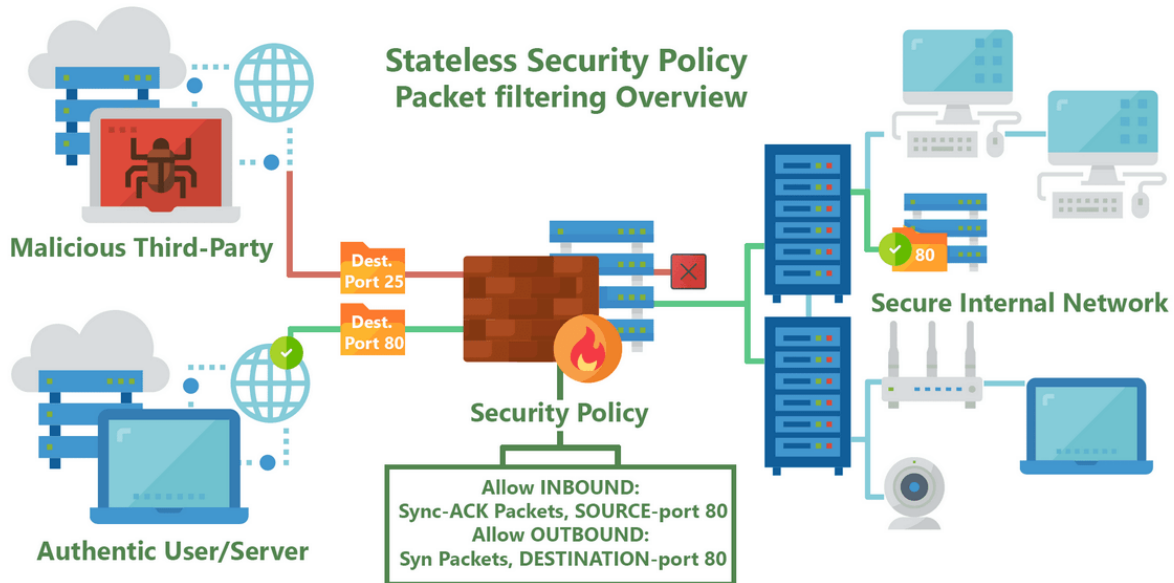 Stateless Security Policy
Packet filtering Overview
Malicious Third-Party
Dest.
Port 25
Dest.
Port 80
80
Secure Internal Network
Authentic User/Server
Security Policy
Allow INBOUND:
Sync-ACK Packets, SOURCE-port 80
Allow OUTBOUND:
Syn Packets, DESTINATION-port 80